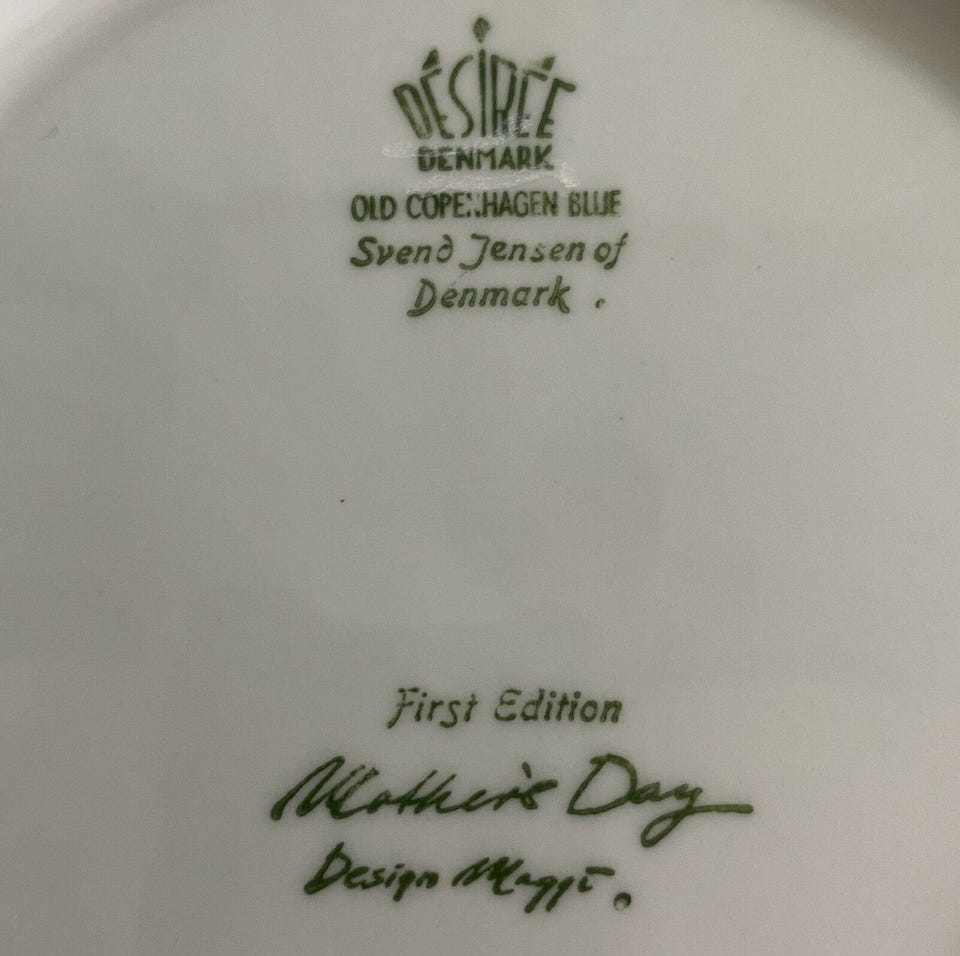 DÉSIRÉE
DENMARK
OLD COPENHAGEN BLUE
Svend Jensen of
Denmark .
First Edition
Mother's Day
Design Maggi.